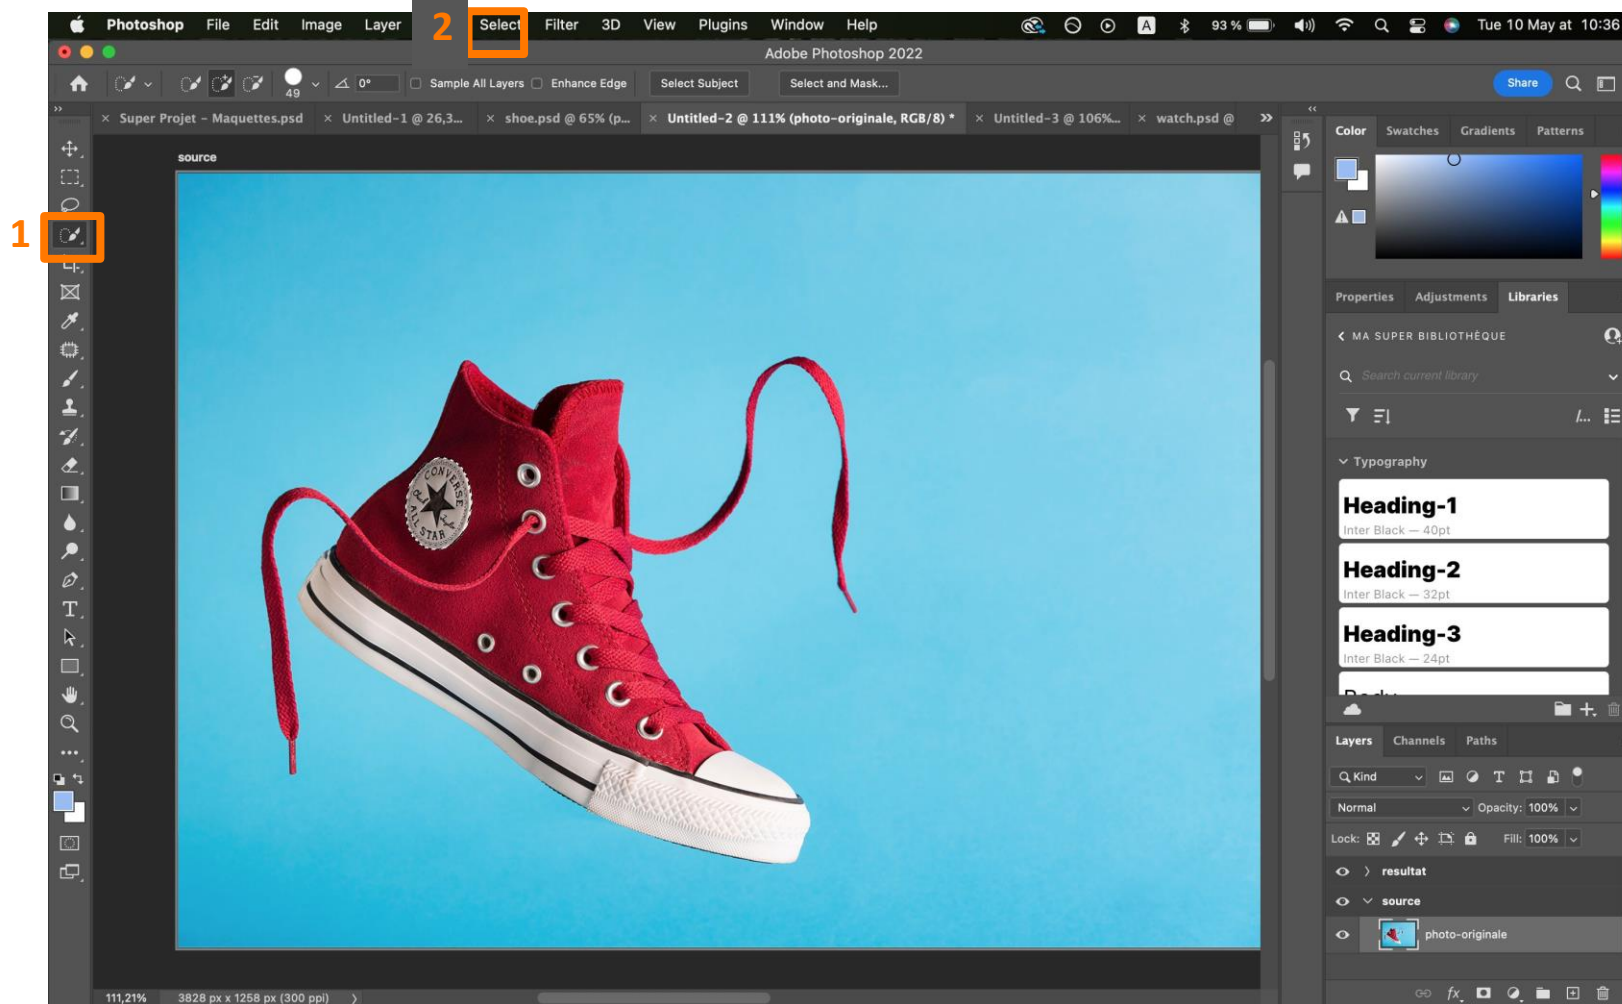 Photoshop File Edit Image Layer 2 Select Filter 3D View Plugins Window Help A 93 % Tue 10 May at 10:36
Adobe Photoshop 2022
49 0° Sample All Layers Enhance Edge Select Subject Select and Mask... Share
× Super Projet – Maquettes.psd × Untitled-1 @ 26,3... × shoe.psd @ 65% (p... × Untitled-2 @ 111% (photo-originale, RGB/8) * × Untitled-3 @ 106%... × watch.psd @ »
Color Swatches Gradients Patterns
source
1
Properties Adjustments Libraries
MA SUPER BIBLIOTHÈQUE
Search current library
/...
Typography
Heading-1
Inter Black — 40pt
Heading-2
Inter Black — 32pt
Heading-3
Inter Black — 24pt
CONVERSE
ALL STAR
T
Layers Channels Paths
Kind T
Normal Opacity: 100%
Lock: Fill: 100%
resultat
source
photo-originale
fx
111,21% 3828 px x 1258 px (300 ppi)